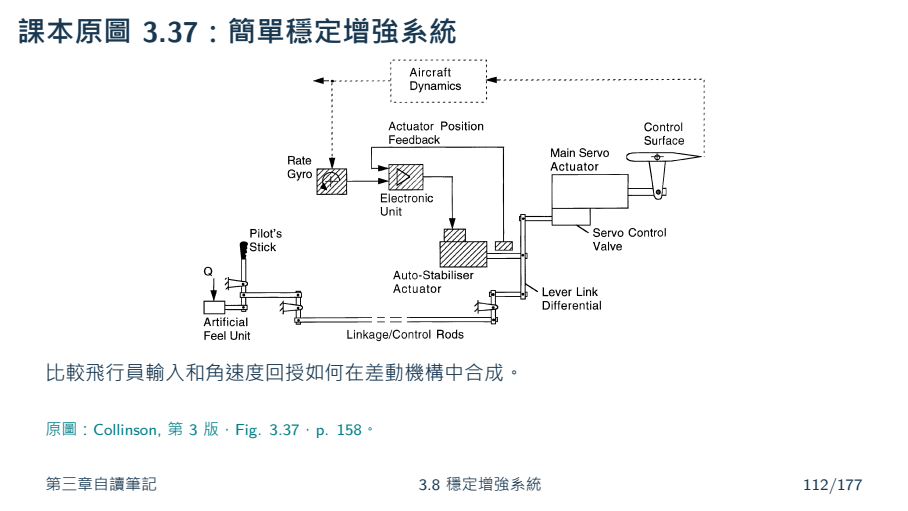 課本原圖 3.37：簡單穩定增強系統
Aircraft
Dynamics
Actuator Position
Feedback
Control
Surface
Main Servo
Actuator
Rate
Gyro
Electronic
Unit
Pilot's
Stick
Servo Control
Valve
Q
Auto-Stabiliser
Actuator
Lever Link
Differential
Artificial
Feel Unit
Linkage/Control Rods
比較飛行員輸入和角速度回授如何在差動機構中合成。
原圖：Collinson, 第 3 版，Fig. 3.37，p. 158。
第三章自讀筆記
3.8 穩定增強系統
112/177